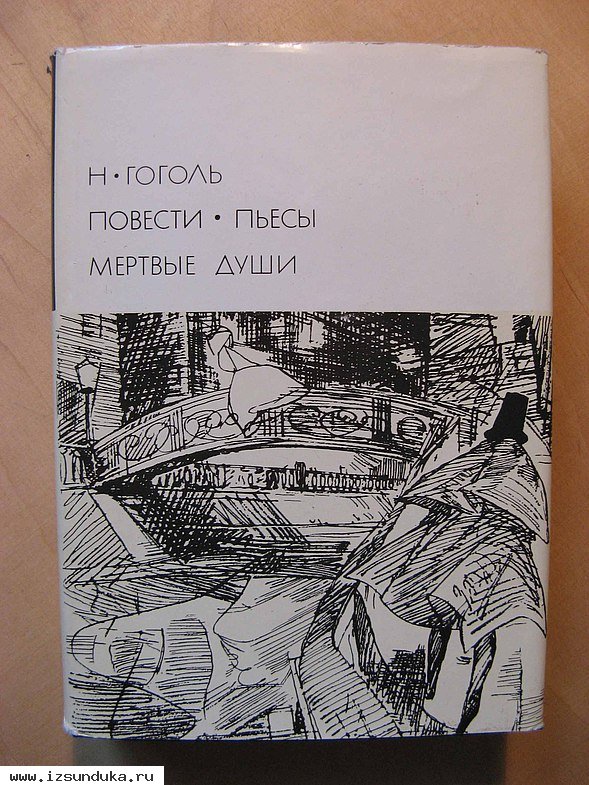 Н • ГОГОЛЬ
ПОВЕСТИ • ПЬЕСЫ
МЕРТВЫЕ ДУШИ
www.izsunduka.ru